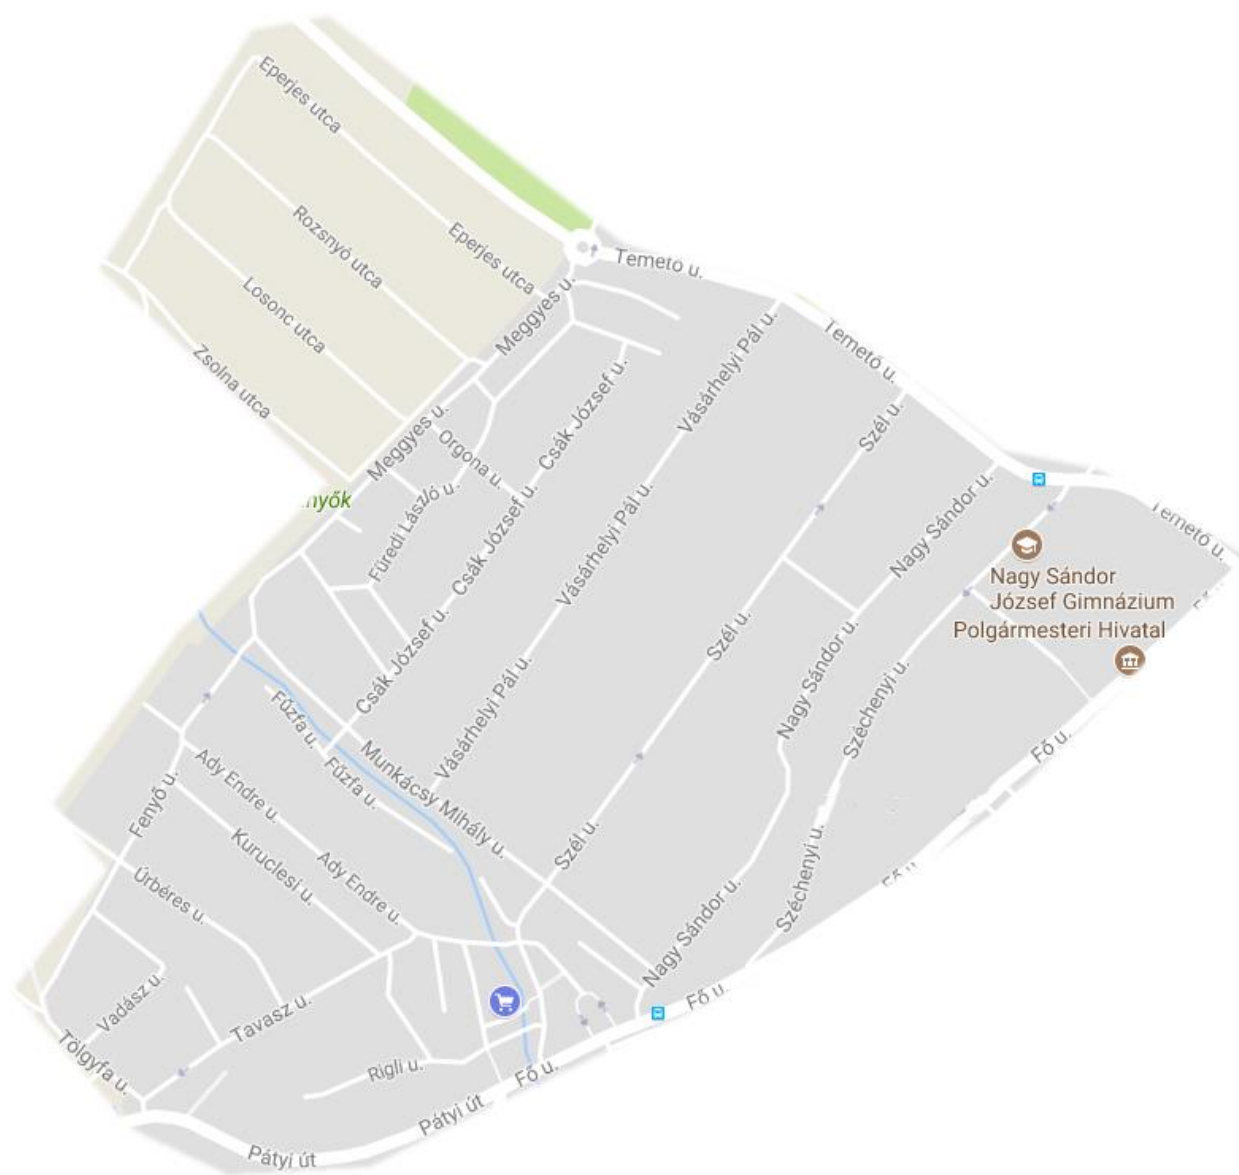 Eperjes utca
Rozsnyó utca
Eperjes utca
Temető u.
Losonc utca
Meggyes u.
Zsolna utca
Vásárhelyi Pál u.
Temető u.
Csák József u.
Meggyes u.
Szél u.
Orgona u.
nyők
Füredi László u.
Csák József u.
Vásárhelyi Pál u.
Nagy Sándor u.
Temető u.
Nagy Sándor
József Gimnázium
Polgármesteri Hivatal
Csák József u.
Szél u.
Nagy Sándor u.
Széchenyi u.
Vásárhelyi Pál u.
Fűzfa u.
Fűzfa u.
Munkácsy Mihály u.
Fő u.
Ady Endre u.
Fenyő u.
Kuruclesi u.
Ady Endre u.
Szél u.
Széchenyi u.
Úrbéres u.
Nagy Sándor u.
Vadász u.
Tavasz u.
Fő u.
Tölgyfa u.
Rigli u.
Fő u.
Pátyi út
Pátyi út